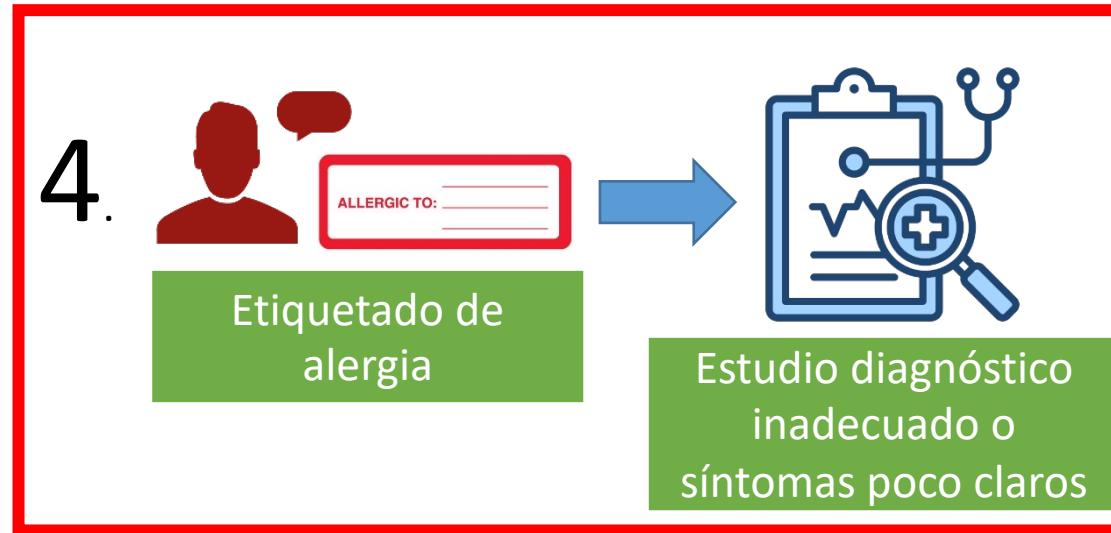 4.
ALLERGIC TO:
Etiquetado de
alergia
Estudio diagnóstico
inadecuado o
síntomas poco claros